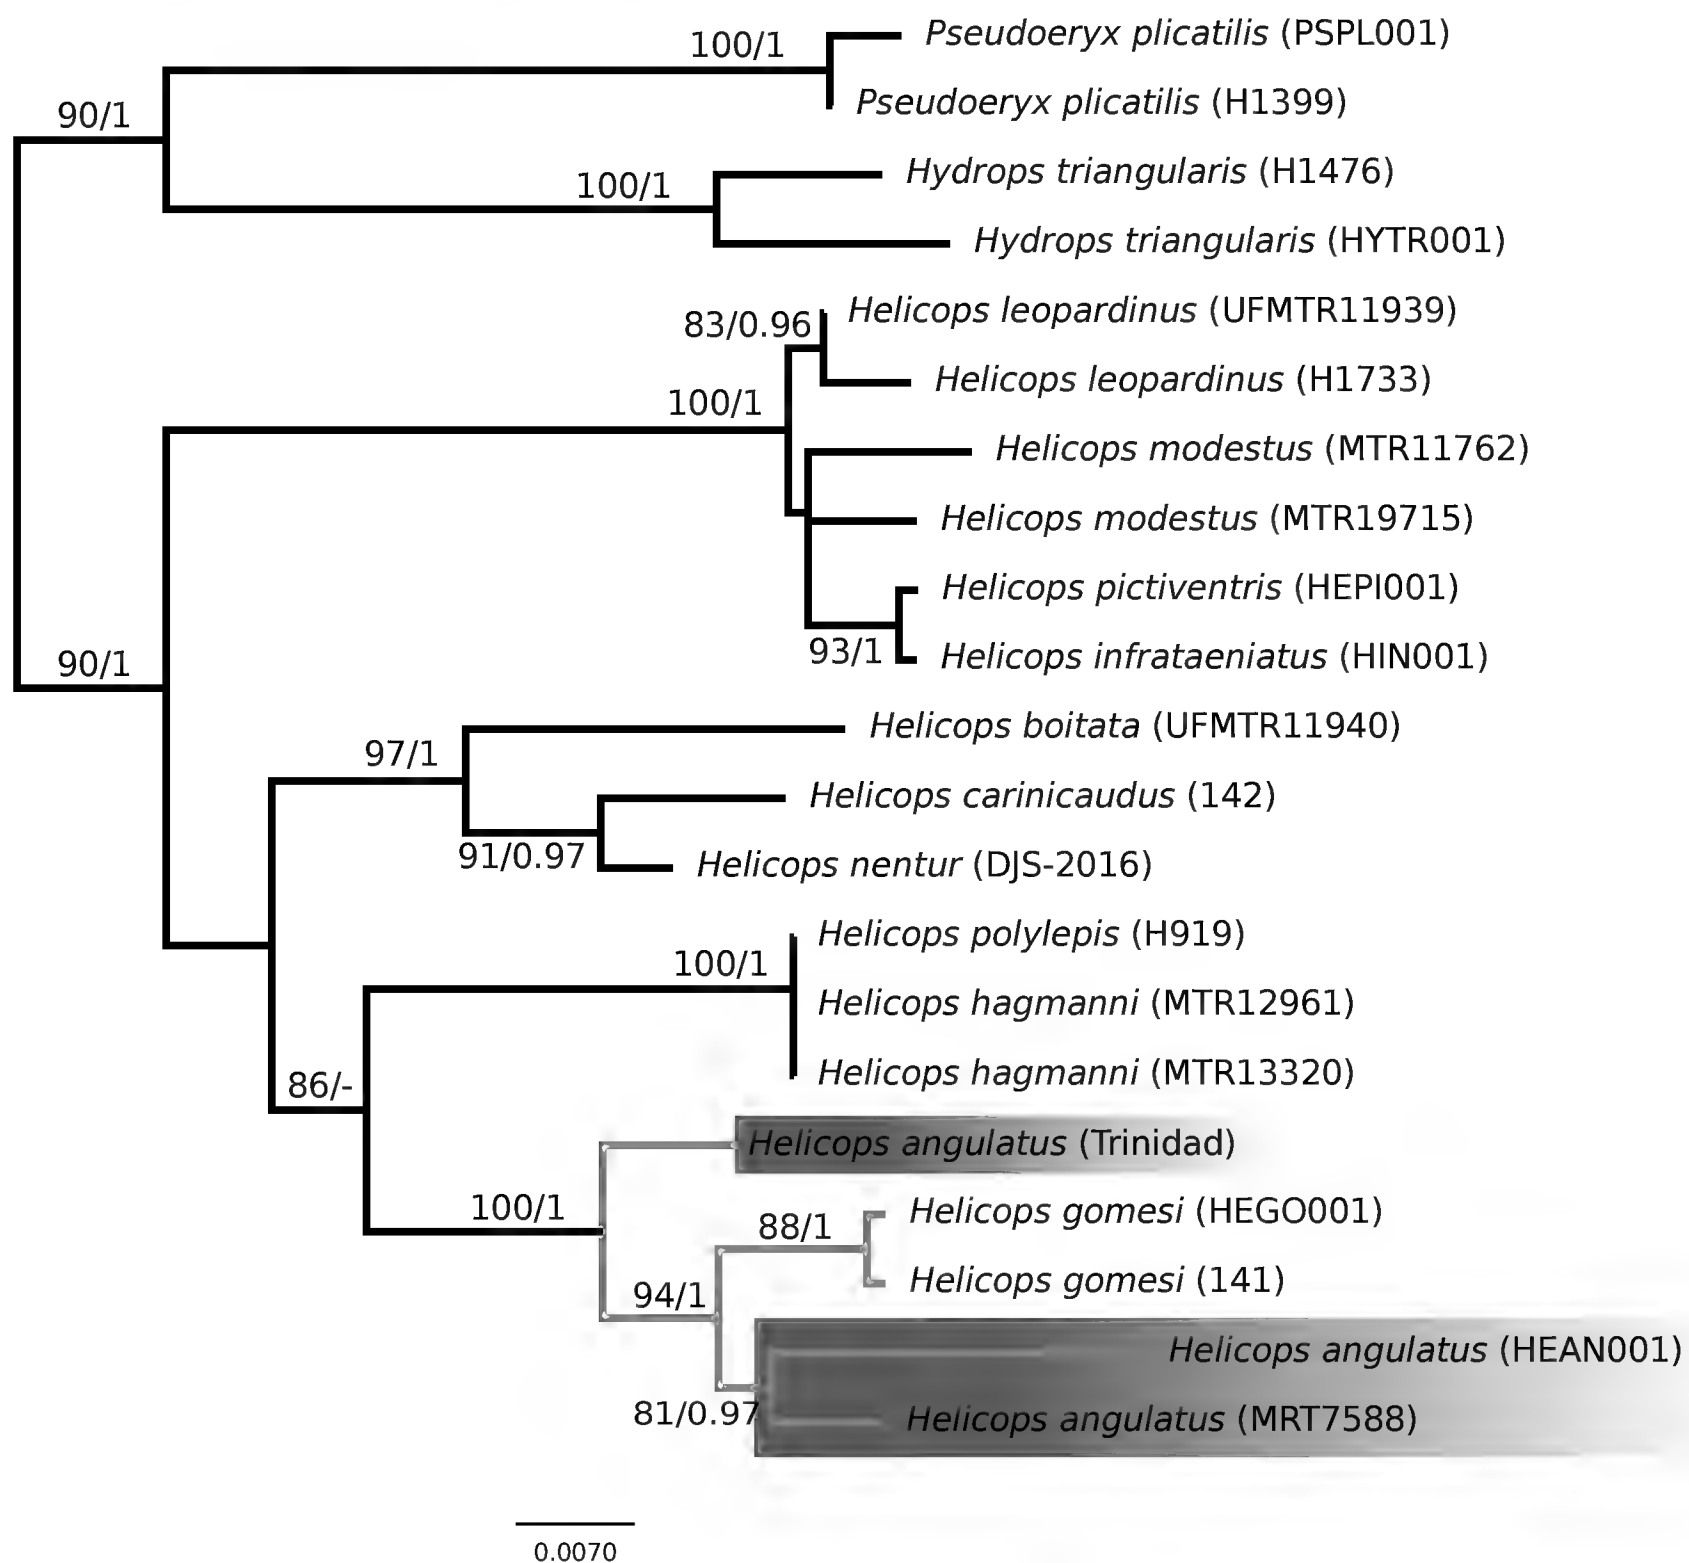 100/1
Pseudoeryx plicatilis (PSPL001)
90/1
Pseudoeryx plicatilis (H1399)
100/1
Hydrops triangularis (H1476)
Hydrops triangularis (HYTR001)
83/0.96
Helicops leopardinus (UFMTR11939)
Helicops leopardinus (H1733)
100/1
Helicops modestus (MTR11762)
Helicops modestus (MTR19715)
Helicops pictiventris (HEPI001)
93/1
Helicops infrataeniatus (HIN001)
90/1
Helicops boitata (UFMTR11940)
97/1
Helicops carinicaudus (142)
91/0.97
Helicops nentur (DJS-2016)
Helicops polylepis (H919)
100/1
Helicops hagmanni (MTR12961)
Helicops hagmanni (MTR13320)
86/-
Helicops angulatus (Trinidad)
100/1
Helicops gomesi (HEGO001)
88/1
Helicops gomesi (141)
94/1
Helicops angulatus (HEAN001)
81/0.97
Helicops angulatus (MRT7588)
0.0070